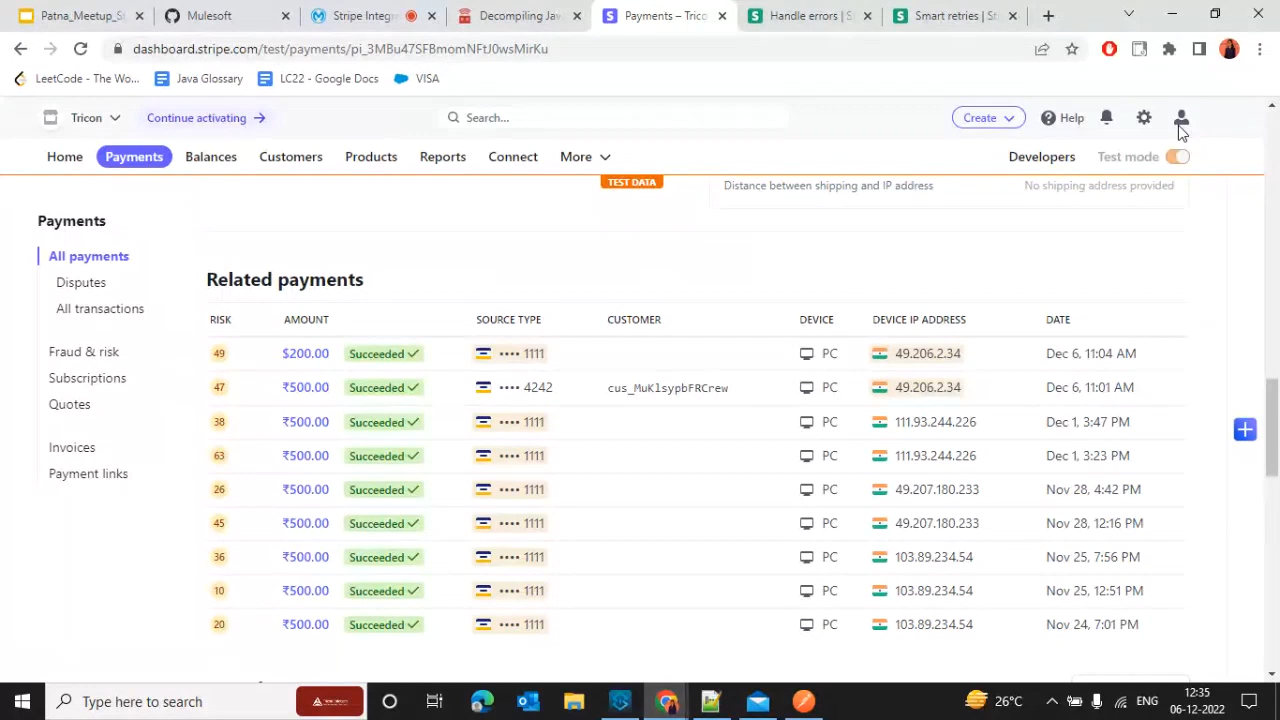 Patna_Meetup_St
Mulesoft
Stripe Integr
Decompiling Jav
Payments – Trico
Handle errors | S
Smart retries | St
dashboard.stripe.com/test/payments/pi_3MBu47SFBmomNFtJ0wsMirKu
LeetCode - The Wo...
Java Glossary
LC22 - Google Docs
VISA
Tricon
Continue activating
Search...
Create
Help
Home
Payments
Balances
Customers
Products
Reports
Connect
More
Developers
Test mode
TEST DATA
Distance between shipping and IP address
No shipping address provided
Payments
All payments
Disputes
All transactions
Fraud & risk
Subscriptions
Quotes
Invoices
Payment links
Related payments
RISK AMOUNT SOURCE TYPE CUSTOMER DEVICE DEVICE IP ADDRESS DATE
49 $200.00 Succeeded ✓ •••• 1111 PC 49.206.2.34 Dec 6, 11:04 AM
47 ₹500.00 Succeeded ✓ •••• 4242 cus_MuKlsypbFRCrew PC 49.206.2.34 Dec 6, 11:01 AM
38 ₹500.00 Succeeded ✓ •••• 1111 PC 111.93.244.226 Dec 1, 3:47 PM
63 ₹500.00 Succeeded ✓ •••• 1111 PC 111.93.244.226 Dec 1, 3:23 PM
26 ₹500.00 Succeeded ✓ •••• 1111 PC 49.207.180.233 Nov 28, 4:42 PM
45 ₹500.00 Succeeded ✓ •••• 1111 PC 49.207.180.233 Nov 28, 12:16 PM
36 ₹500.00 Succeeded ✓ •••• 1111 PC 103.89.234.54 Nov 25, 7:56 PM
10 ₹500.00 Succeeded ✓ •••• 1111 PC 103.89.234.54 Nov 25, 12:51 PM
20 ₹500.00 Succeeded ✓ •••• 1111 PC 103.89.234.54 Nov 24, 7:01 PM
Type here to search
26°C
ENG
12:35
06-12-2022